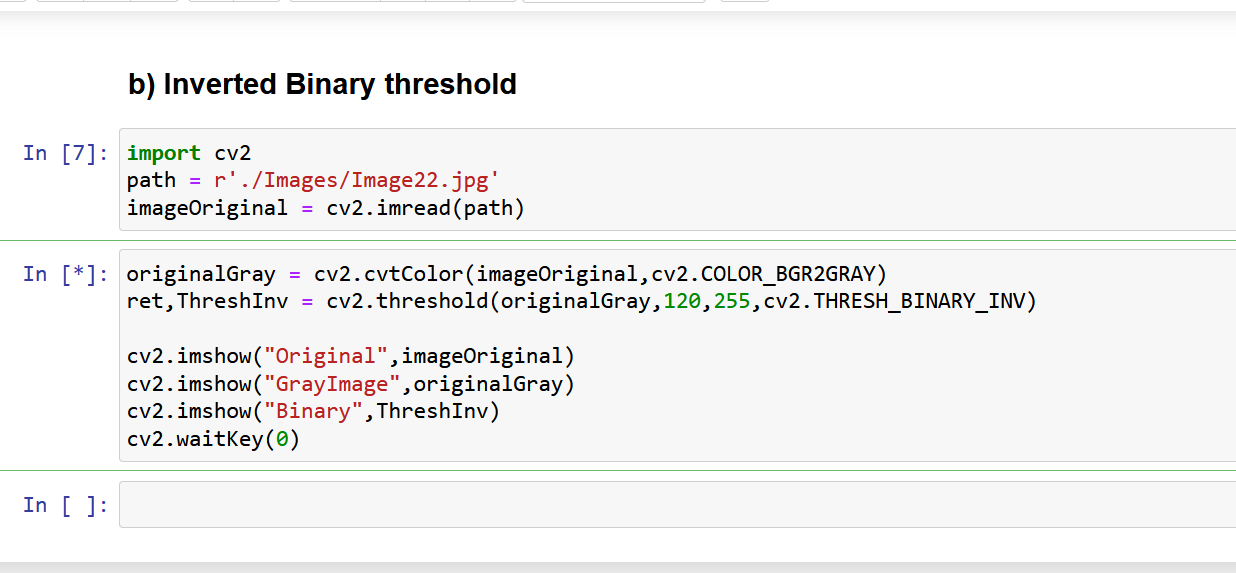 b) Inverted Binary threshold
In [7]:
import cv2
path = r'./Images/Image22.jpg'
imageOriginal = cv2.imread(path)
In [*]:
originalGray = cv2.cvtColor(imageOriginal,cv2.COLOR_BGR2GRAY)
ret,ThreshInv = cv2.threshold(originalGray,120,255,cv2.THRESH_BINARY_INV)
cv2.imshow("Original",imageOriginal)
cv2.imshow("GrayImage",originalGray)
cv2.imshow("Binary",ThreshInv)
cv2.waitKey(0)
In [ ]: